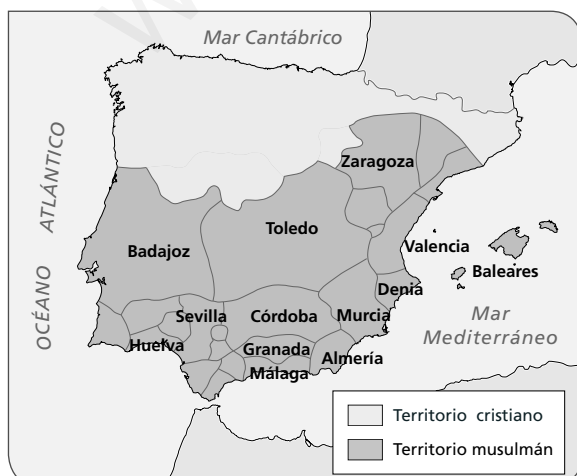 Mar Cantábrico
OCÉANO ATLÁNTICO
Zaragoza
Toledo
Badajoz
Valencia
Baleares
Denia
Sevilla
Córdoba
Murcia
Mar
Mediterráneo
Huelva
Granada
Almería
Málaga
Territorio cristiano
Territorio musulmán